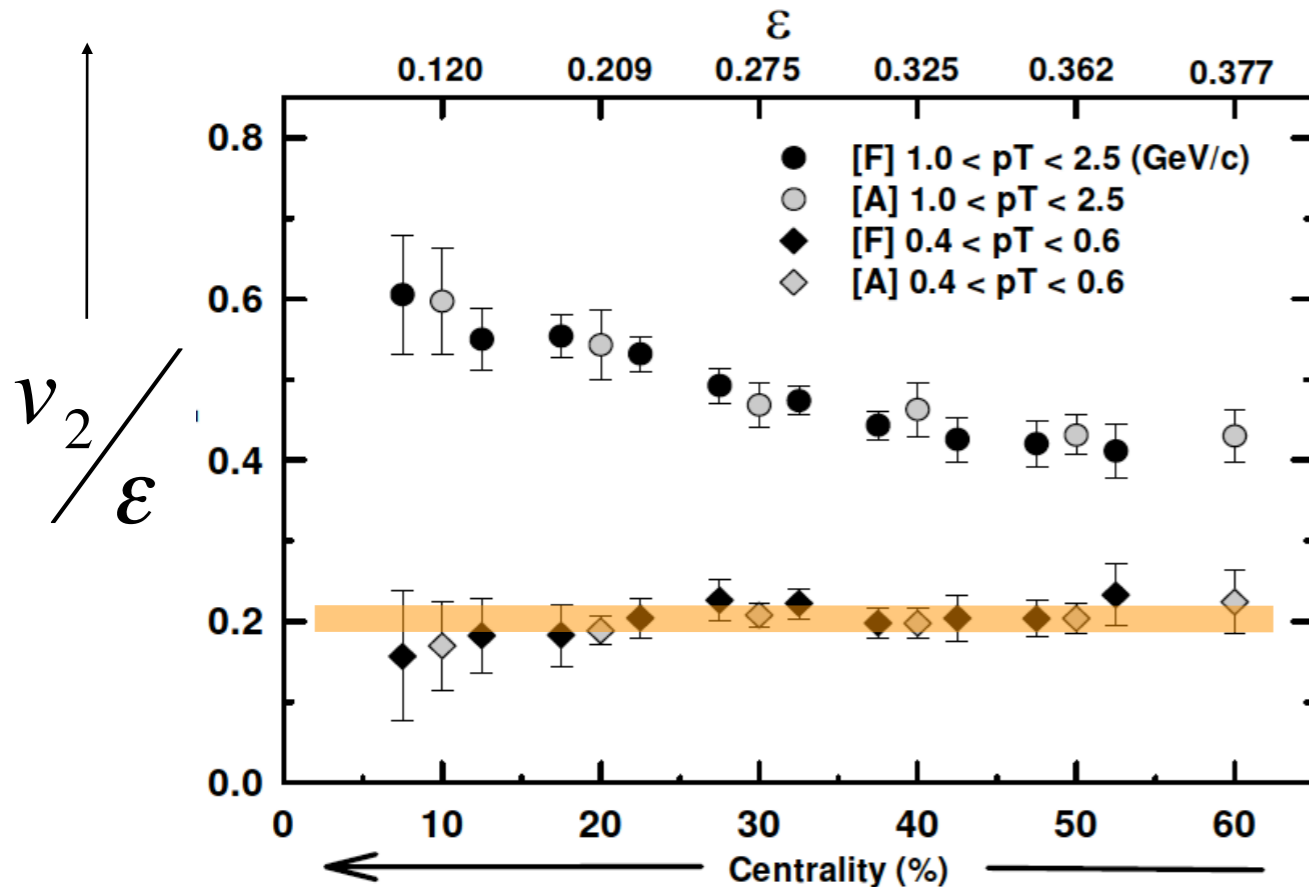 ε
0.120 0.209 0.275 0.325 0.362 0.377
0.8
[F] 1.0 < pT < 2.5 (GeV/c)
[A] 1.0 < pT < 2.5
[F] 0.4 < pT < 0.6
[A] 0.4 < pT < 0.6
0.6
v2/ε
0.4
0.2
0.0
0 10 20 30 40 50 60
Centrality (%)